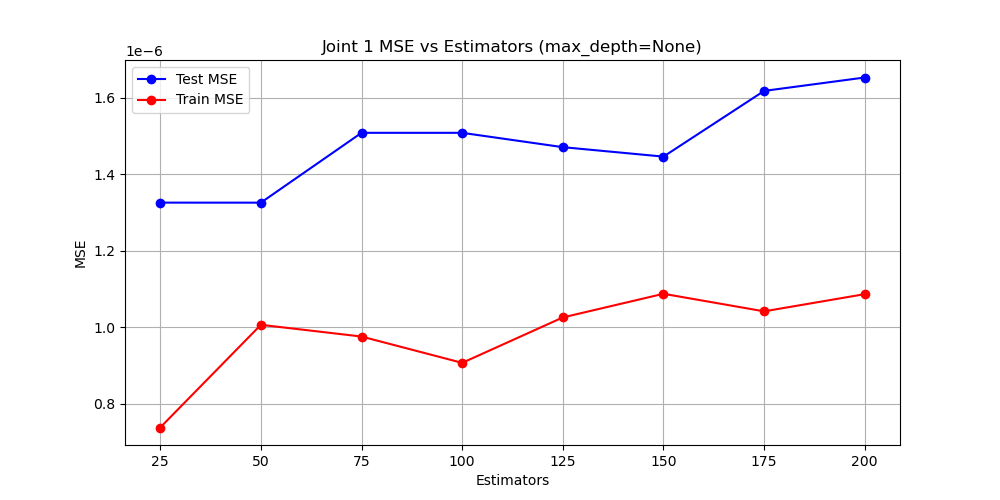 Joint 1 MSE vs Estimators (max_depth=None)
1e−6
Test MSE
Train MSE
1.6
1.4
1.2
1.0
0.8
MSE
25 50 75 100 125 150 175 200
Estimators